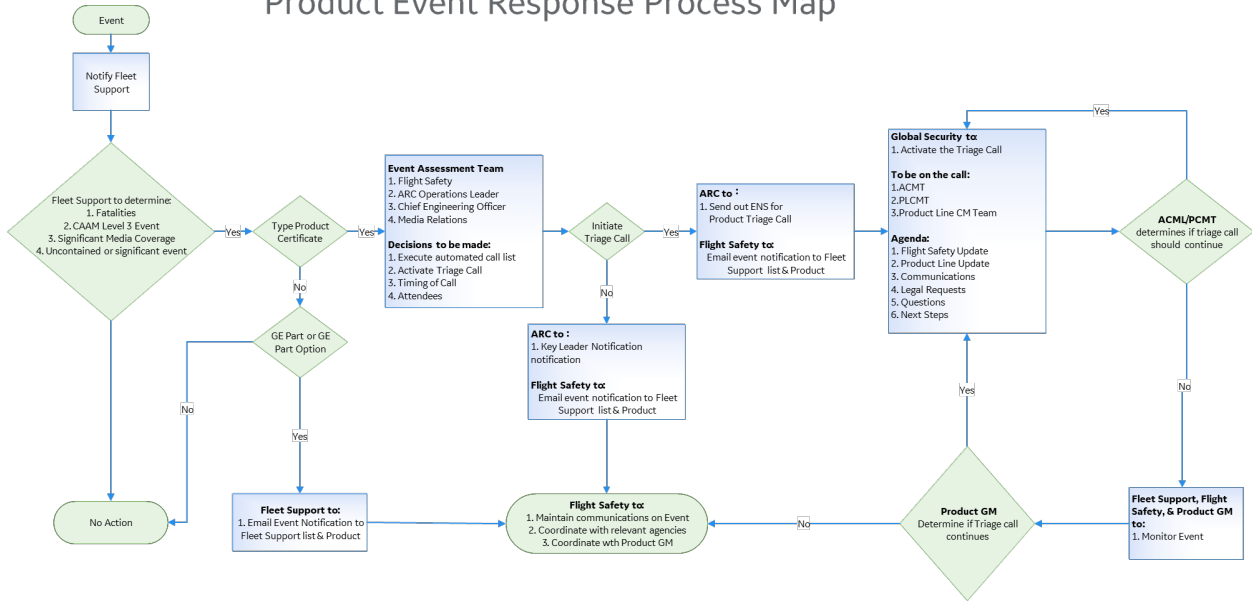 Product Event Response Process Map
Event
Notify Fleet
Support
Fleet Support to determine:
1. Fatalities
2. CAAM Level 3 Event
3. Significant Media Coverage
4. Uncontained or significant event
Yes
Type Product
Certificate
Yes
No
GE Part or GE
Part Option
No
Yes
No Action
Fleet Support to:
1. Email Event Notification to
Fleet Support list & Product
Event Assessment Team
1. Flight Safety
2. ARC Operations Leader
3. Chief Engineering Officer
4. Media Relations
Decisions to be made:
1. Execute automated call list
2. Activate Triage Call
3. Timing of Call
4. Attendees
Initiate
Triage Call
Yes
No
ARC to :
1. Key Leader Notification
notification
Flight Safety to:
Email event notification to Fleet
Support list & Product
Flight Safety to:
1. Maintain communications on Event
2. Coordinate with relevant agencies
3. Coordinate wth Product GM
ARC to :
1. Send out ENS for
Product Triage Call
Flight Safety to:
Email event notification to Fleet
Support list & Product
Global Security to:
1. Activate the Triage Call
To be on the call:
1.ACMT
2.PLCMT
3.Product Line CM Team
Agenda:
1. Flight Safety Update
2. Product Line Update
3. Communications
4. Legal Requests
5. Questions
6. Next Steps
Yes
ACML/PCMT
determines if triage call
should continue
No
Fleet Support, Flight
Safety, & Product GM
to:
1. Monitor Event
Product GM
Determine if Triage call
continues
Yes
No